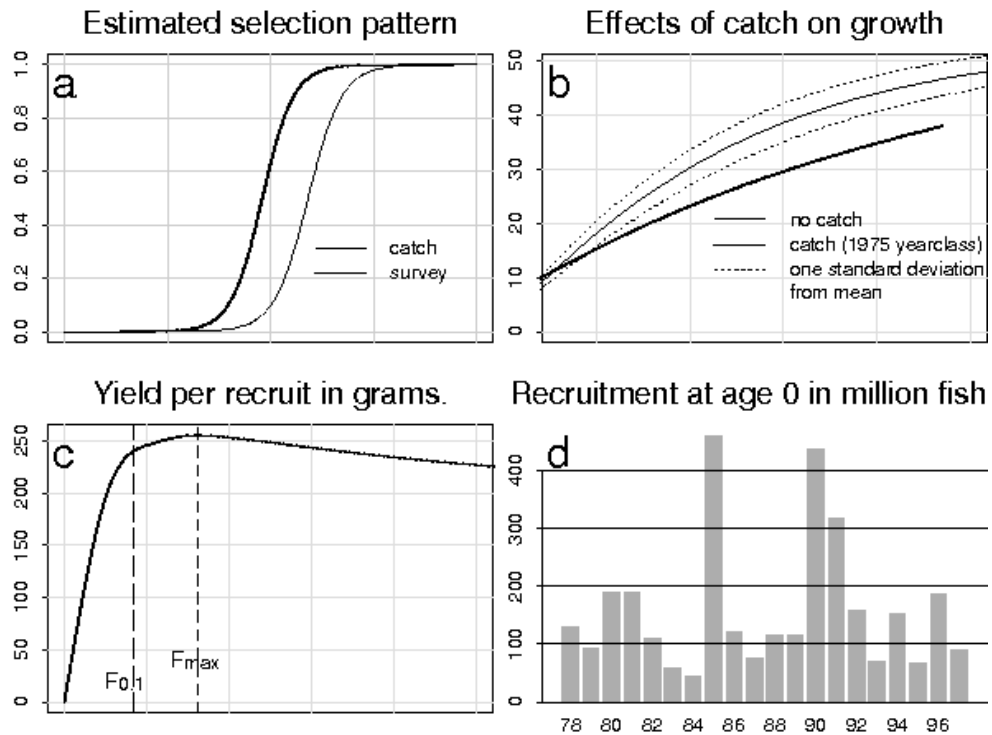 Estimated selection pattern
a
1.0
0.8
0.6
0.4
0.2
0.0
catch
survey
Effects of catch on growth
b
50
40
30
20
10
0
no catch
catch (1975 yearclass)
one standard deviation
from mean
Yield per recruit in grams.
c
250
200
150
100
50
0
F0.1
Fmax
Recruitment at age 0 in million fish
d
400
300
200
100
0
78 80 82 84 86 88 90 92 94 96